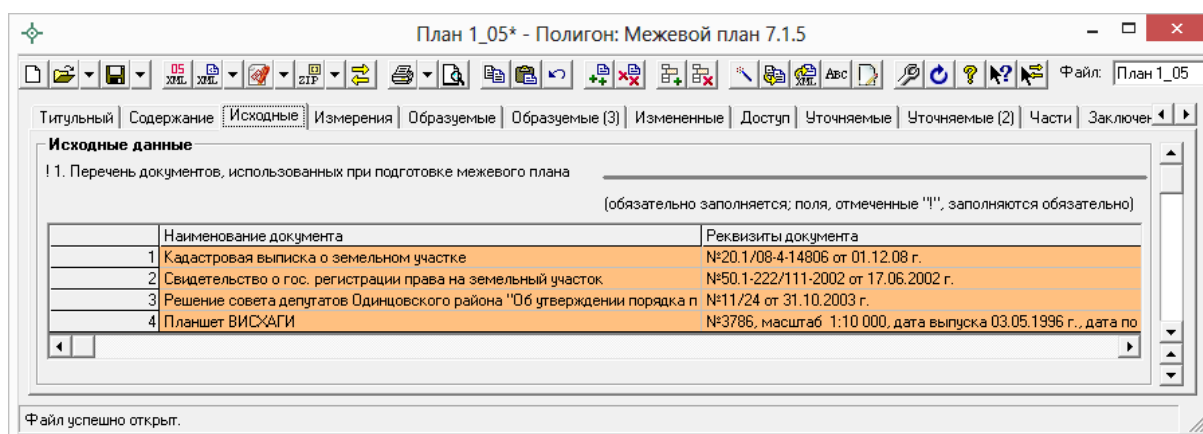 План 1_05* - Полигон: Межевой план 7.1.5
Файл: План 1_05
Титульный Содержание Исходные Измерения Образуемые Образуемые (3) Измененные Доступ Уточняемые Уточняемые (2) Части Заключен
Исходные данные
! 1. Перечень документов, использованных при подготовке межевого плана
(обязательно заполняется; поля, отмеченные "!", заполняются обязательно)
Наименование документа Реквизиты документа
1 Кадастровая выписка о земельном участке №20.1/08-4-14806 от 01.12.08 г.
2 Свидетельство о гос. регистрации права на земельный участок №50.1-222/111-2002 от 17.06.2002 г.
3 Решение совета депутатов Одинцовского района "Об утверждении порядка п №11/24 от 31.10.2003 г.
4 Планшет ВИСХАГИ №3786, масштаб 1:10 000, дата выпуска 03.05.1996 г., дата по
Файл успешно открыт.